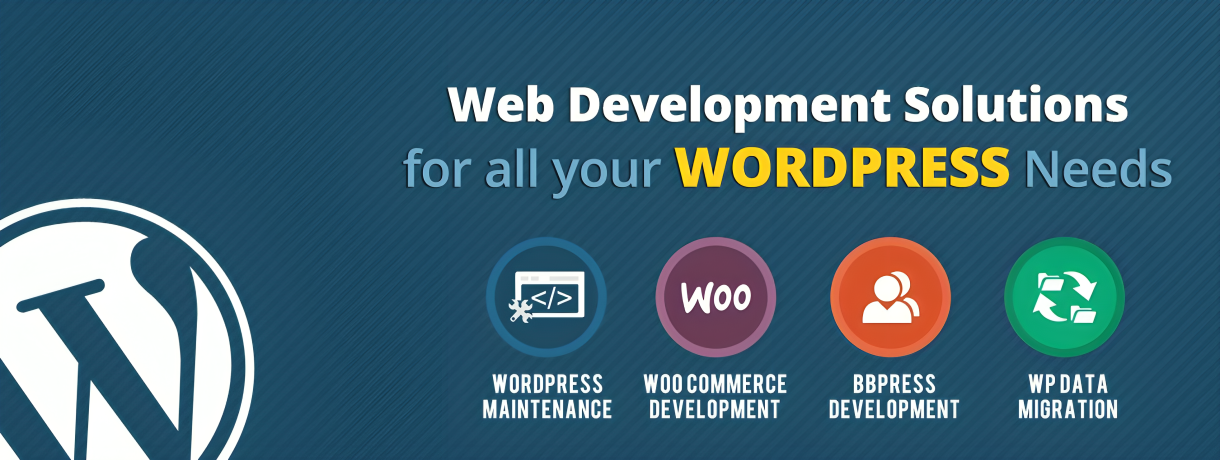 Web Development Solutions
for all your WORDPRESS Needs
W
</>
WOO
WORDPRESS
MAINTENANCE
WOO COMMERCE
DEVELOPMENT
BBPRESS
DEVELOPMENT
WP DATA
MIGRATION